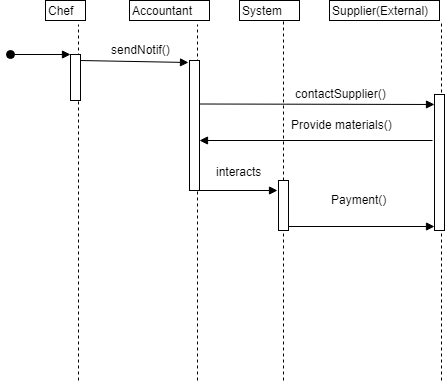 Chef
Accountant
System
Supplier(External)
sendNotif()
contactSupplier()
Provide materials()
interacts
Payment()